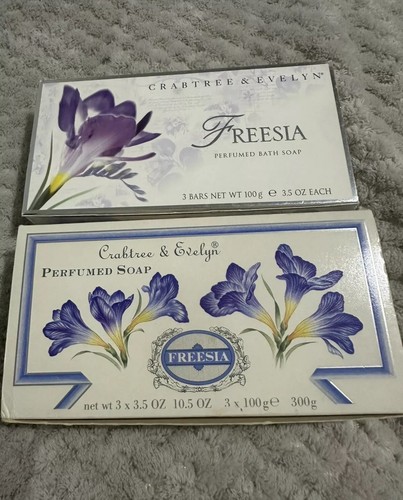 CRABTREE & EVELYN®
FREESIA
PERFUMED BATH SOAP
3 BARS NET WT 100g ℮ 3.5 OZ EACH
Crabtree & Evelyn®
PERFUMED SOAP
FREESIA
net wt 3 x 3.5 OZ 10.5 OZ 3 x 100g℮ 300g